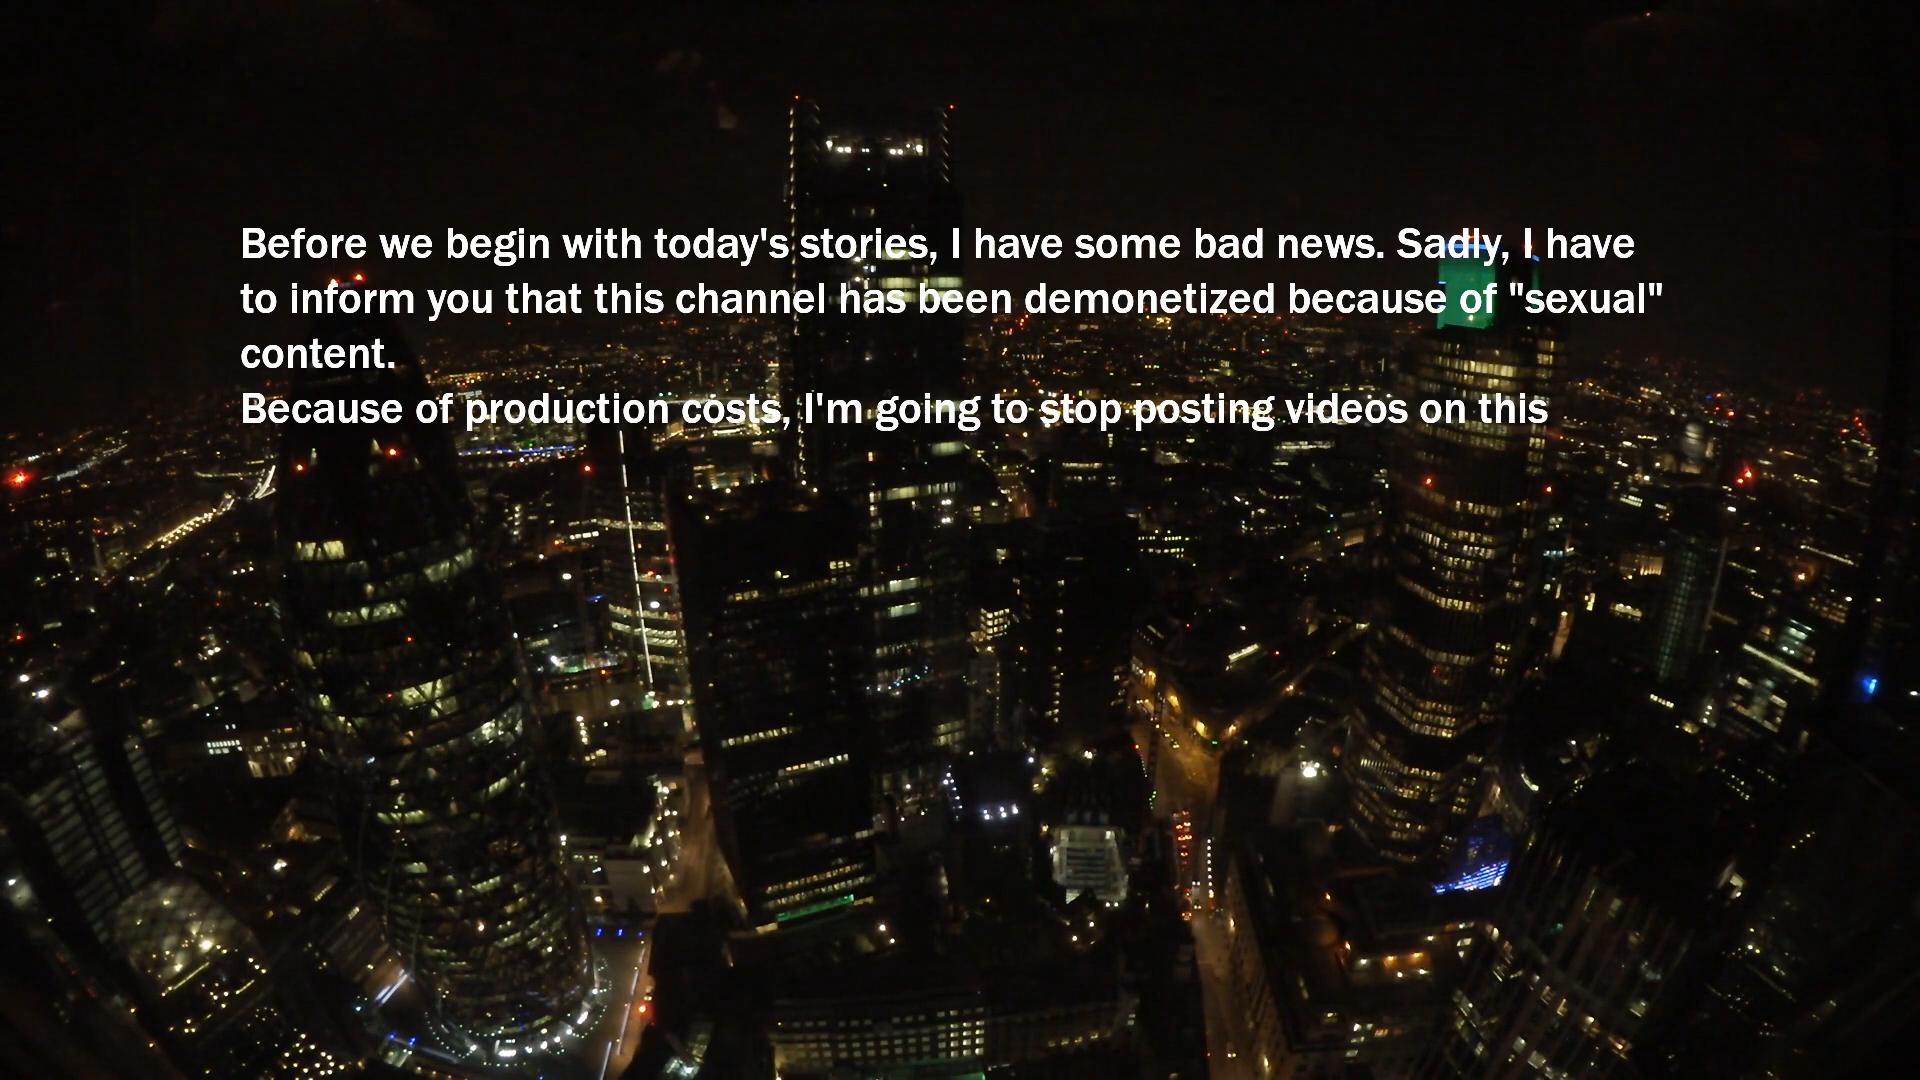 Before we begin with today's stories, I have some bad news. Sadly, I have
to inform you that this channel has been demonetized because of "sexual"
content.
Because of production costs, I'm going to stop posting videos on this